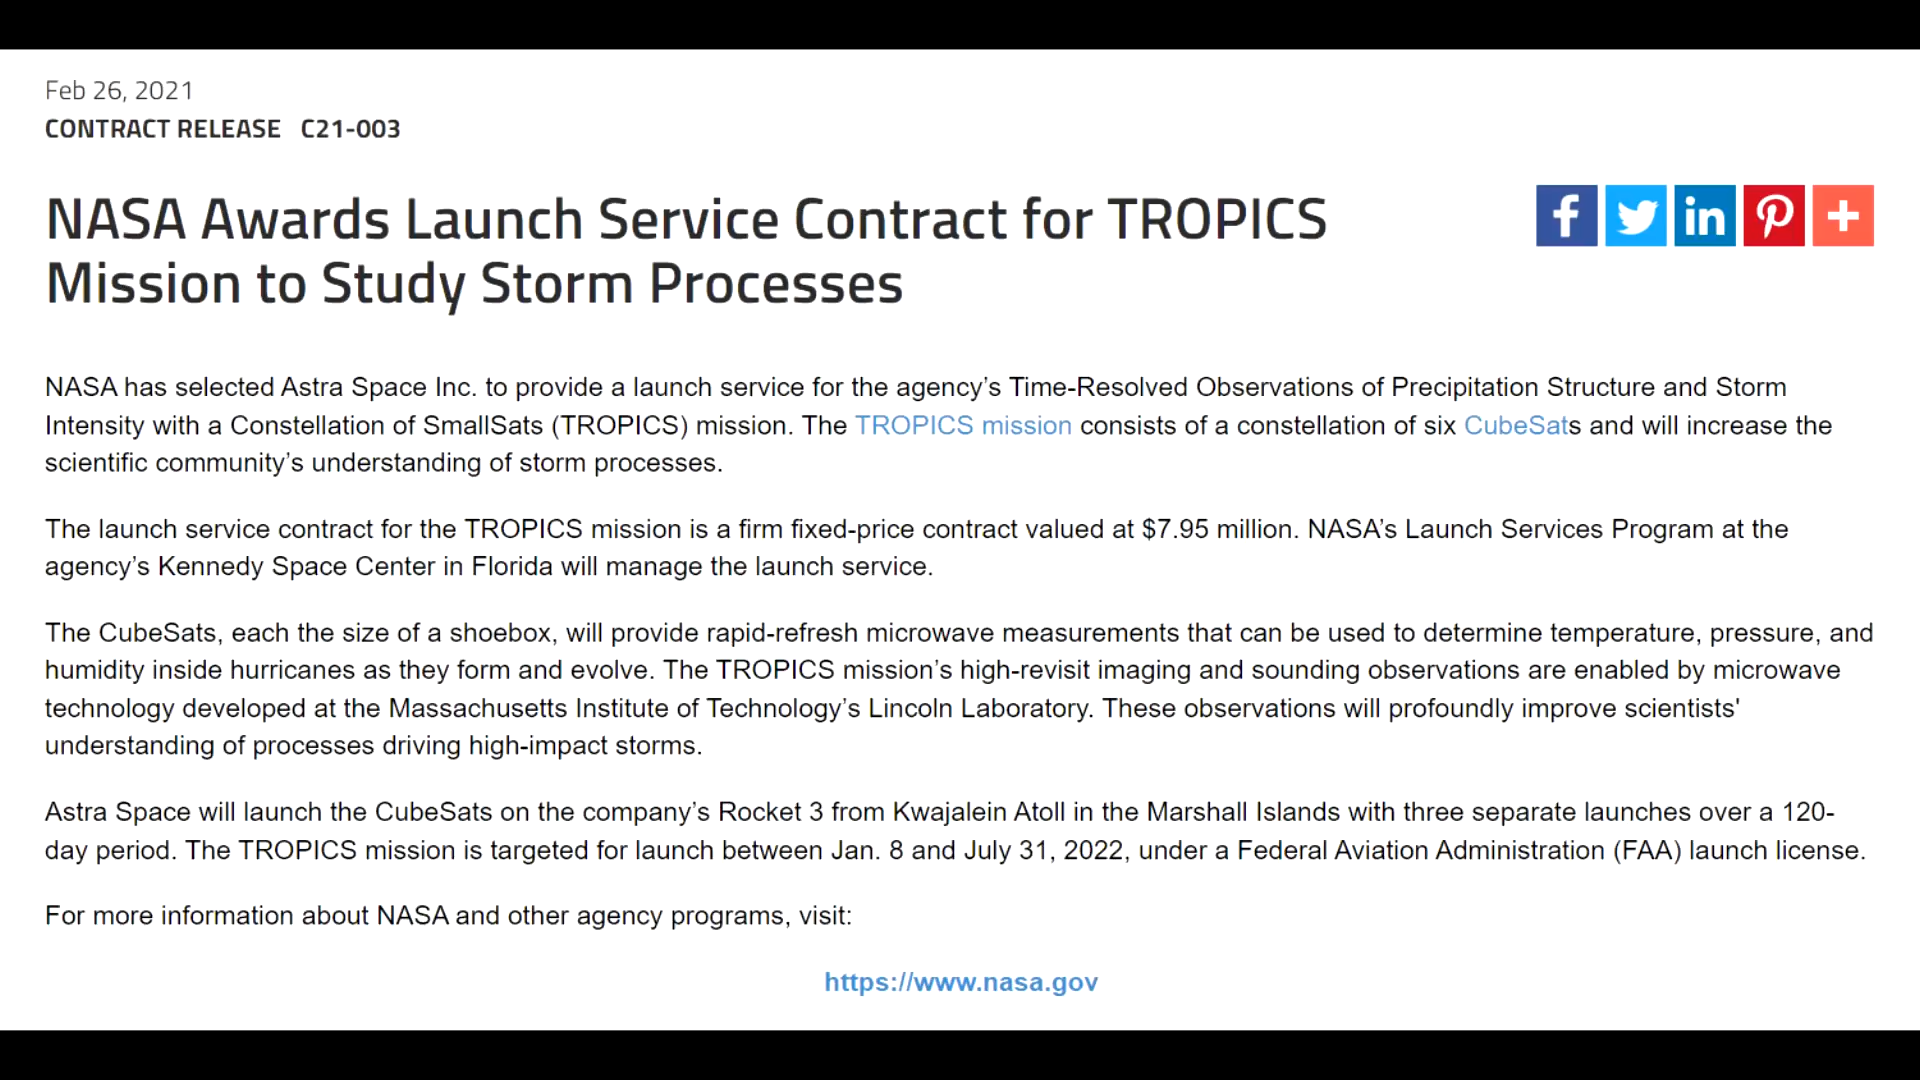 Feb 26, 2021
CONTRACT RELEASE C21-003
NASA Awards Launch Service Contract for TROPICS
Mission to Study Storm Processes
NASA has selected Astra Space Inc. to provide a launch service for the agency’s Time-Resolved Observations of Precipitation Structure and Storm
Intensity with a Constellation of SmallSats (TROPICS) mission. The TROPICS mission consists of a constellation of six CubeSats and will increase the
scientific community’s understanding of storm processes.
The launch service contract for the TROPICS mission is a firm fixed-price contract valued at $7.95 million. NASA’s Launch Services Program at the
agency’s Kennedy Space Center in Florida will manage the launch service.
The CubeSats, each the size of a shoebox, will provide rapid-refresh microwave measurements that can be used to determine temperature, pressure, and
humidity inside hurricanes as they form and evolve. The TROPICS mission’s high-revisit imaging and sounding observations are enabled by microwave
technology developed at the Massachusetts Institute of Technology’s Lincoln Laboratory. These observations will profoundly improve scientists'
understanding of processes driving high-impact storms.
Astra Space will launch the CubeSats on the company’s Rocket 3 from Kwajalein Atoll in the Marshall Islands with three separate launches over a 120-
day period. The TROPICS mission is targeted for launch between Jan. 8 and July 31, 2022, under a Federal Aviation Administration (FAA) launch license.
For more information about NASA and other agency programs, visit:
https://www.nasa.gov